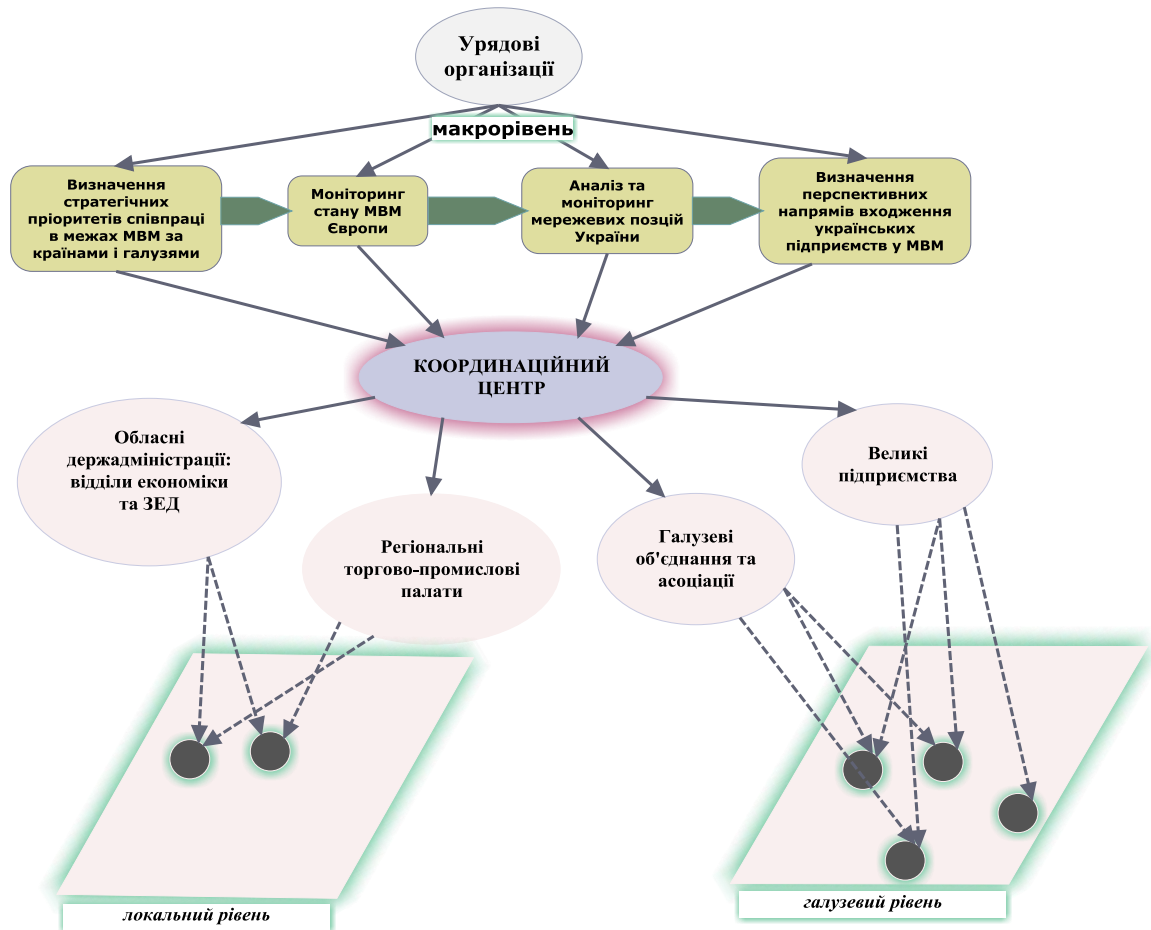 Урядові
організації
макрорівень
Визначення
стратегічних
пріоритетів співпраці
в межах МВМ за
країнами і галузями
Моніторинг
стану МВМ
Європи
Аналіз та
моніторинг
мережевих позцій
України
Визначення
перспективних
напрямів входження
українських
підприємств у МВМ
КООРДИНАЦІЙНИЙ
ЦЕНТР
Обласні
держадміністрації:
відділи економіки
та ЗЕД
Регіональні
торгово-промислові
палати
Галузеві
об'єднання та
асоціації
Великі
підприємства
локальний рівень
галузевий рівень